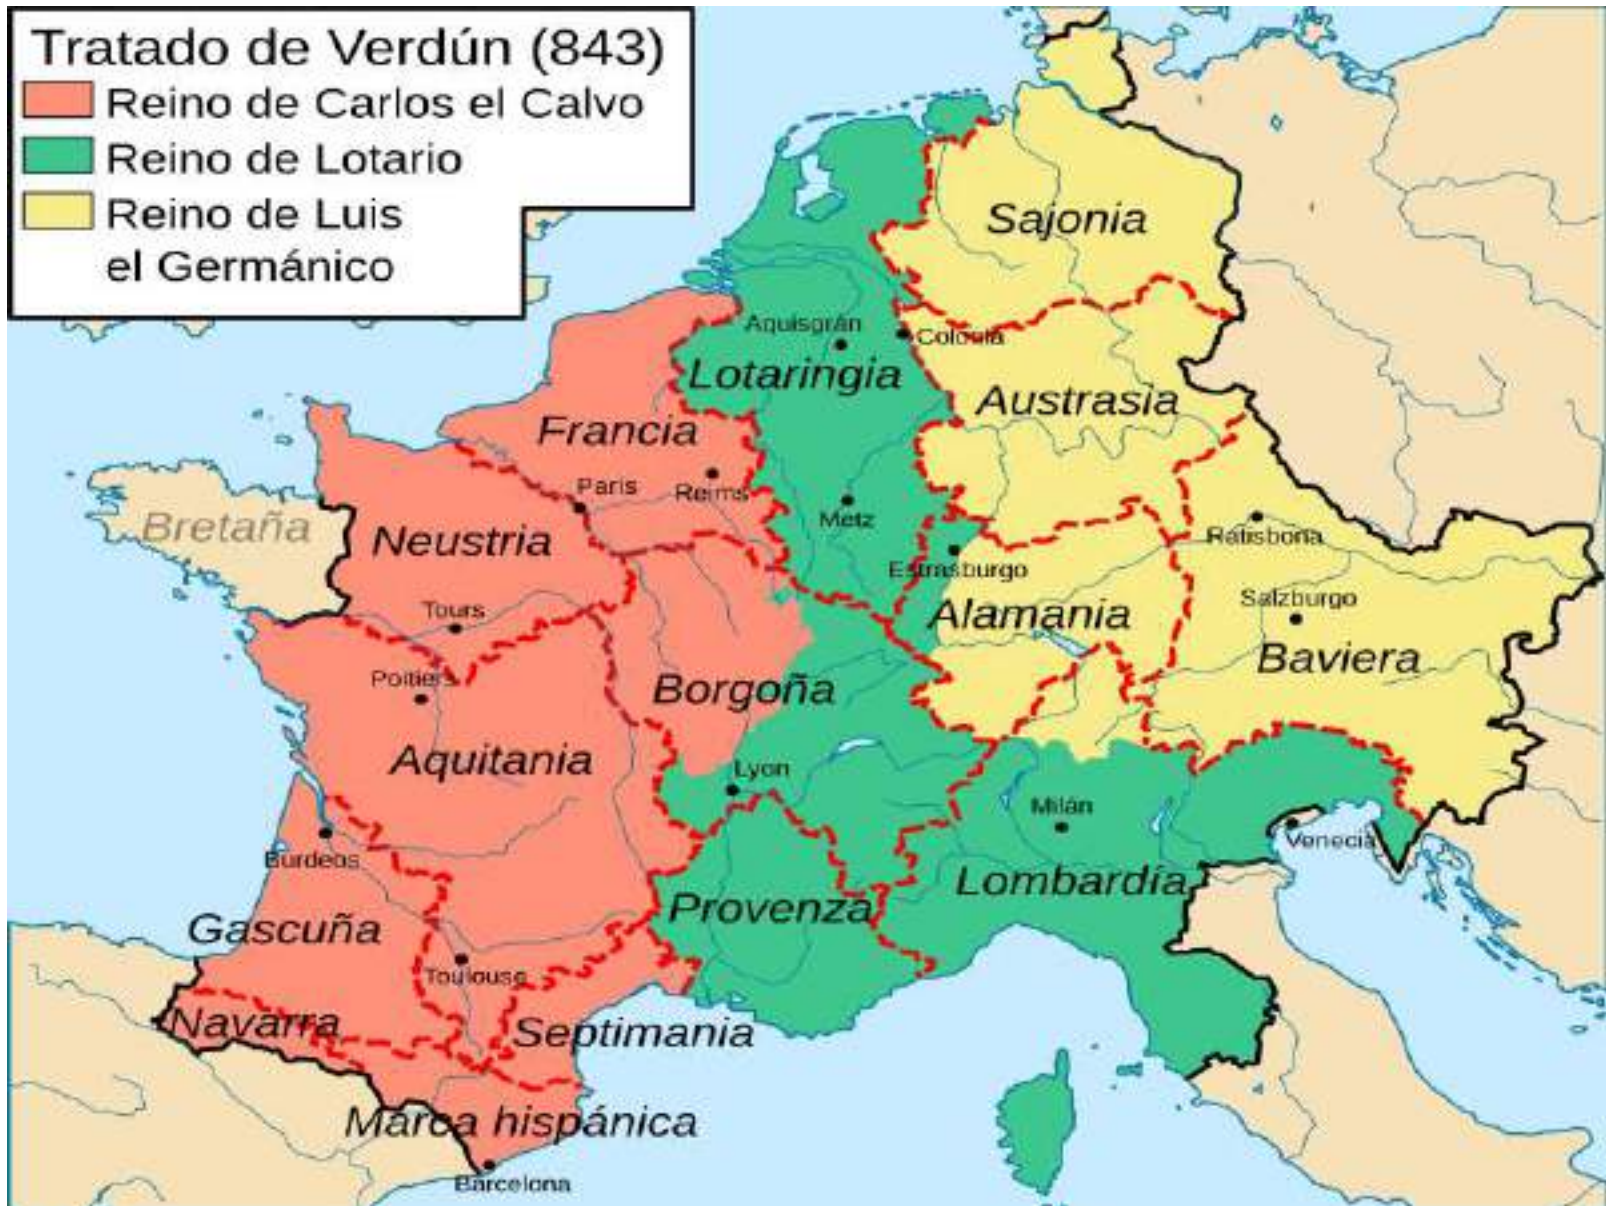 Tratado de Verdún (843)
Reino de Carlos el Calvo
Reino de Lotario
Reino de Luis
el Germánico
Sajonia
Aquisgrán
Colonia
Lotaringia
Austrasia
Francia
Paris
Reims
Metz
Bretaña
Neustria
Ratisbona
Estrasburgo
Alamania
Salzburgo
Tours
Baviera
Poitiers
Borgoña
Aquitania
Lyon
Milán
Venecia
Burdeos
Lombardía
Provenza
Gascuña
Toulouse
Navarra
Septimania
Marca hispánica
Barcelona